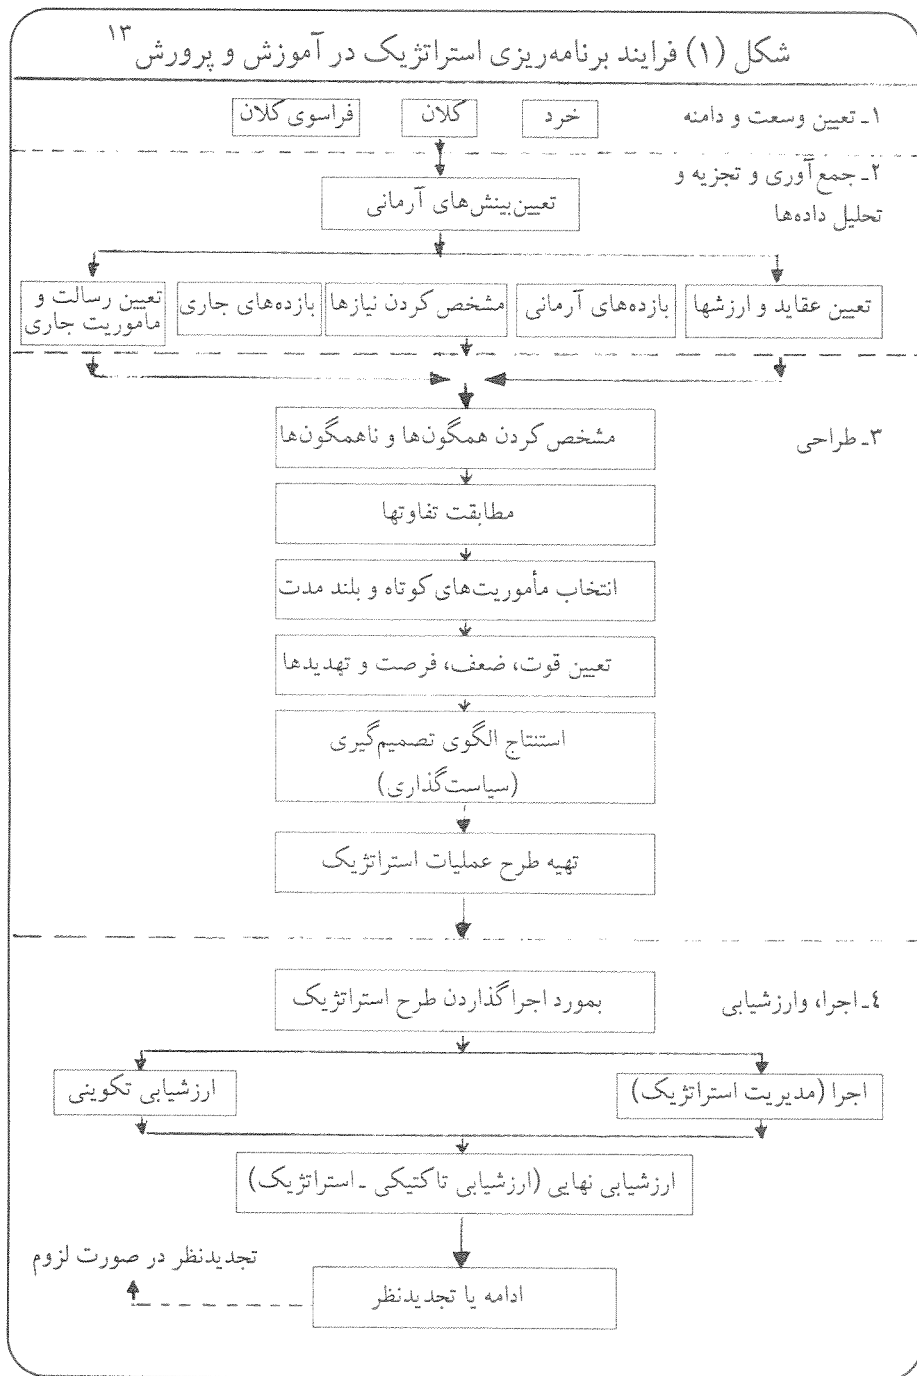 شکل (۱) فرایند برنامه‌ریزی استراتژیک در آموزش و پرورش ۱۳
۱ـ تعیین وسعت و دامنه
خرد
کلان
فراسوی کلان
۲ـ جمع‌آوری و تجزیه و
تحلیل داده‌ها
تعیین‌بینش‌های آرمانی
تعیین عقاید و ارزشها
بازده‌های آرمانی
مشخص کردن نیازها
بازده‌های جاری
تعیین رسالت و
ماموریت جاری
۳ـ طراحی
مشخص کردن همگون‌ها و ناهمگون‌ها
مطابقت تفاوتها
انتخاب مأموریت‌های کوتاه و بلند مدت
تعیین قوت، ضعف، فرصت و تهدیدها
استنتاج الگوی تصمیم‌گیری
(سیاست‌گذاری)
تهیه طرح عملیات استراتژیک
٤ـ اجرا، وارزشیابی
بمورد اجرا گذاردن طرح استراتژیک
اجرا (مدیریت استراتژیک)
ارزشیابی تکوینی
ارزشیابی نهایی (ارزشیابی تاکتیکی ـ استراتژیک)
تجدیدنظر در صورت لزوم
ادامه یا تجدیدنظر